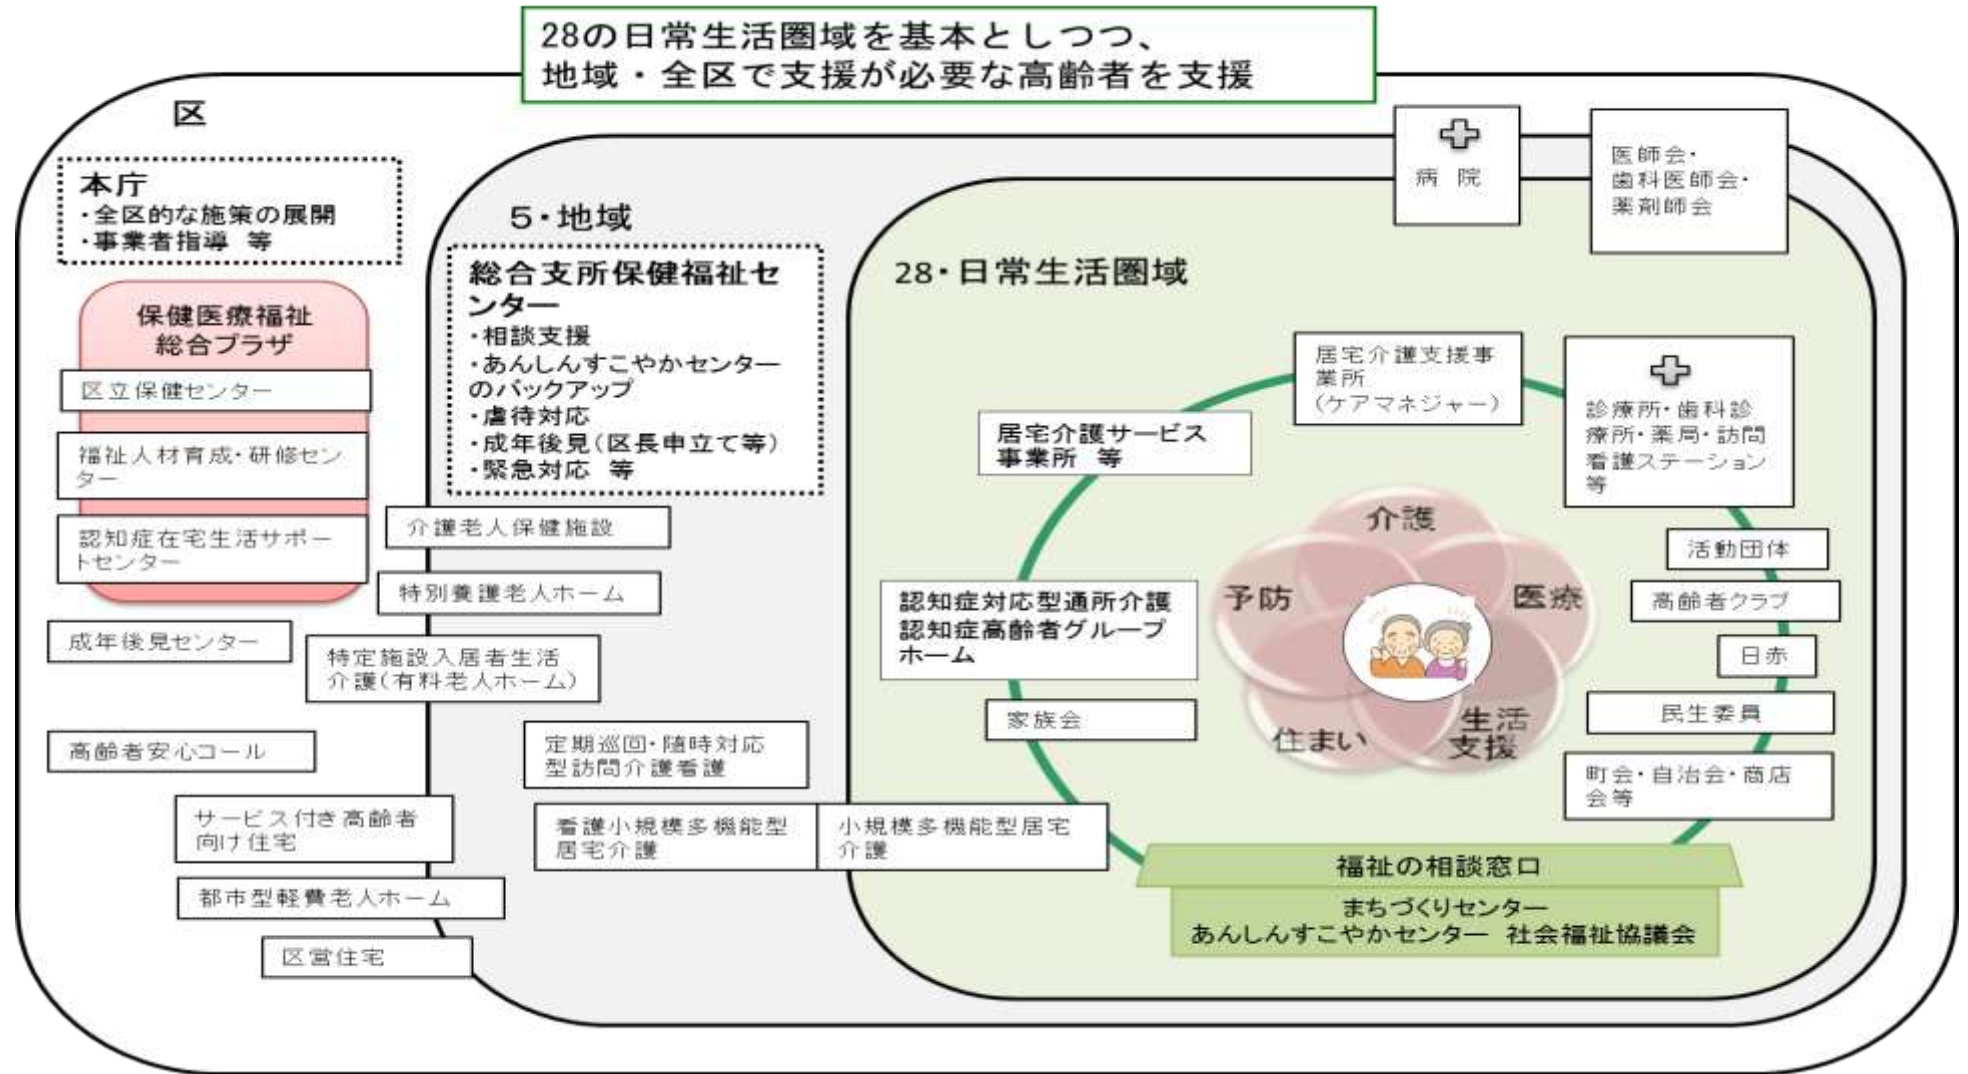 28の日常生活圏域を基本としつつ、
地域・全区で支援が必要な高齢者を支援
区
本庁
・全区的な施策の展開
・事業者指導 等
保健医療福祉
総合プラザ
区立保健センター
福祉人材育成・研修セン
ター
認知症在宅生活サポー
トセンター
成年後見センター
高齢者安心コール
サービス付き高齢者
向け住宅
都市型軽費老人ホーム
区営住宅
5・地域
総合支所保健福祉セ
ンター
・相談支援
・あんしんすこやかセンター
のバックアップ
・虐待対応
・成年後見(区長申立て等)
・緊急対応 等
介護老人保健施設
特別養護老人ホーム
特定施設入居者生活
介護(有料老人ホーム)
定期巡回・随時対応
型訪問介護看護
看護小規模多機能型
居宅介護
小規模多機能型居宅
介護
病 院
医師会・
歯科医師会・
薬剤師会
28・日常生活圏域
居宅介護支援事
業所
(ケアマネジャー)
診療所・歯科診
療所・薬局・訪問
看護ステーション
等
居宅介護サービス
事業所 等
認知症対応型通所介護
認知症高齢者グループ
ホーム
家族会
介護
予防
医療
住まい
生活
支援
活動団体
高齢者クラブ
日赤
民生委員
町会・自治会・商店
会等
福祉の相談窓口
まちづくりセンター
あんしんすこやかセンター 社会福祉協議会